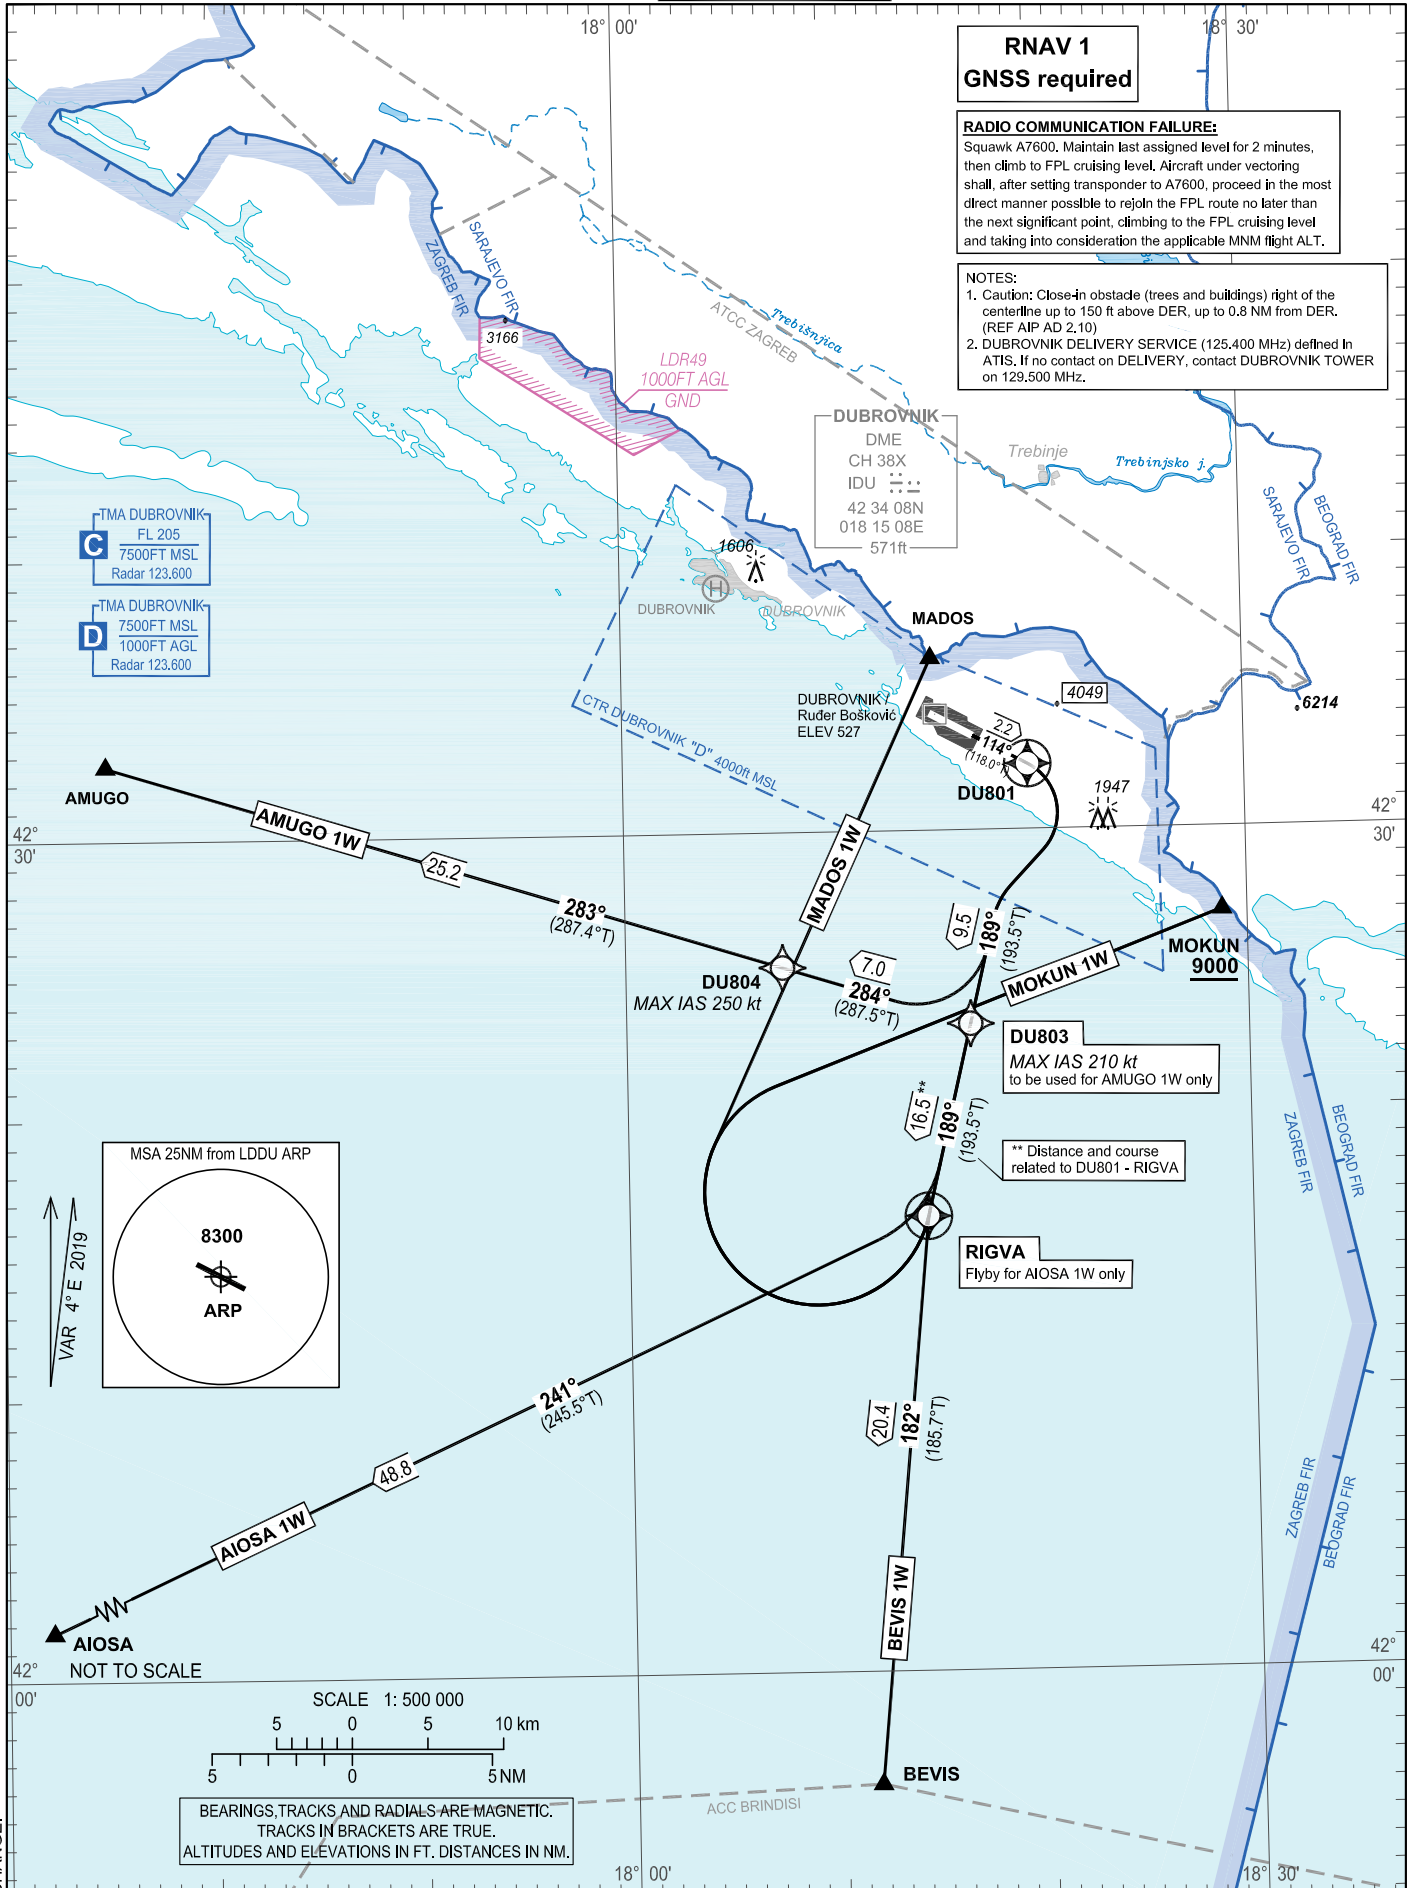 18° 00'
18° 30'
RNAV 1
GNSS required
RADIO COMMUNICATION FAILURE:
Squawk A7600. Maintain last assigned level for 2 minutes,
then climb to FPL cruising level. Aircraft under vectoring
shall, after setting transponder to A7600, proceed in the most
direct manner possible to rejoin the FPL route no later than
the next significant point, climbing to the FPL cruising level
and taking into consideration the applicable MNM flight ALT.
NOTES:
1. Caution: Close-in obstacle (trees and buildings) right of the
centerline up to 150 ft above DER, up to 0.8 NM from DER.
(REF AIP AD 2.10)
2. DUBROVNIK DELIVERY SERVICE (125.400 MHz) defined in
ATIS. If no contact on DELIVERY, contact DUBROVNIK TOWER
on 129.500 MHz.
ZAGREB FIR
SARAJEVO FIR
3166
ATCC ZAGREB
Trebišnjica
LDR49
1000FT AGL
GND
DUBROVNIK
DME
CH 38X
IDU
42 34 08N
018 15 08E
571ft
Trebinje
Trebinjsko j.
SARAJEVO FIR
BEOGRAD FIR
TMA DUBROVNIK
C
FL 205
7500FT MSL
Radar 123.600
TMA DUBROVNIK
D
7500FT MSL
1000FT AGL
Radar 123.600
1606
H
DUBROVNIK
DUBROVNIK
MADOS
4049
6214
DUBROVNIK /
Ruđer Bošković
ELEV 527
CTR DUBROVNIK "D" 4000ft MSL
2.2
114°
(118.0°T)
DU801
1947
AMUGO
42°
30'
42°
30'
AMUGO 1W
25.2
283°
(287.4°T)
MADOS 1W
9.5
189°
(193.5°T)
MOKUN 1W
MOKUN
9000
DU804
MAX IAS 250 kt
7.0
284°
(287.5°T)
DU803
MAX IAS 210 kt
to be used for AMUGO 1W only
16.5 **
189°
(193.5°T)
** Distance and course
related to DU801 - RIGVA
ZAGREB FIR
BEOGRAD FIR
MSA 25NM from LDDU ARP
8300
ARP
VAR 4° E 2019
RIGVA
Flyby for AIOSA 1W only
241°
(245.5°T)
48.8
AIOSA 1W
20.4
182°
(185.7°T)
BEVIS 1W
ZAGREB FIR
BEOGRAD FIR
AIOSA
NOT TO SCALE
42°
00'
42°
00'
SCALE 1: 500 000
5 0 5 10 km
5 0 5 NM
BEVIS
ACC BRINDISI
BEARINGS,TRACKS AND RADIALS ARE MAGNETIC.
TRACKS IN BRACKETS ARE TRUE.
ALTITUDES AND ELEVATIONS IN FT. DISTANCES IN NM.
18° 00'
18° 30'